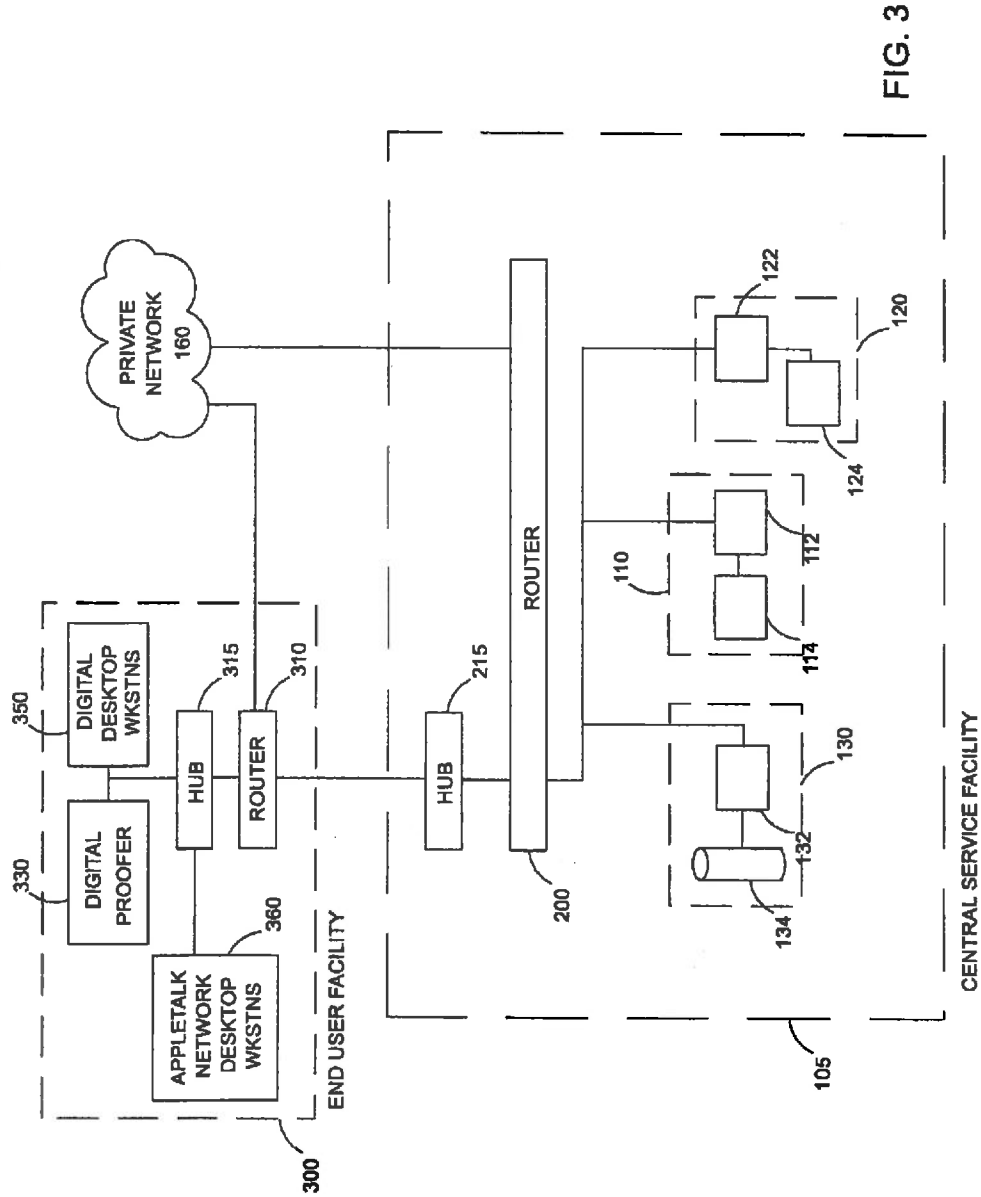 350
DIGITAL
DESKTOP
WKSTNS
330
DIGITAL
PROOFER
315
HUB
310
ROUTER
360
APPLETALK
NETWORK
DESKTOP
WKSTNS
END USER FACILITY
300
PRIVATE
NETWORK
160
215
HUB
ROUTER
200
122
124
120
110
112
114
130
132
134
105
CENTRAL SERVICE FACILITY
FIG. 3